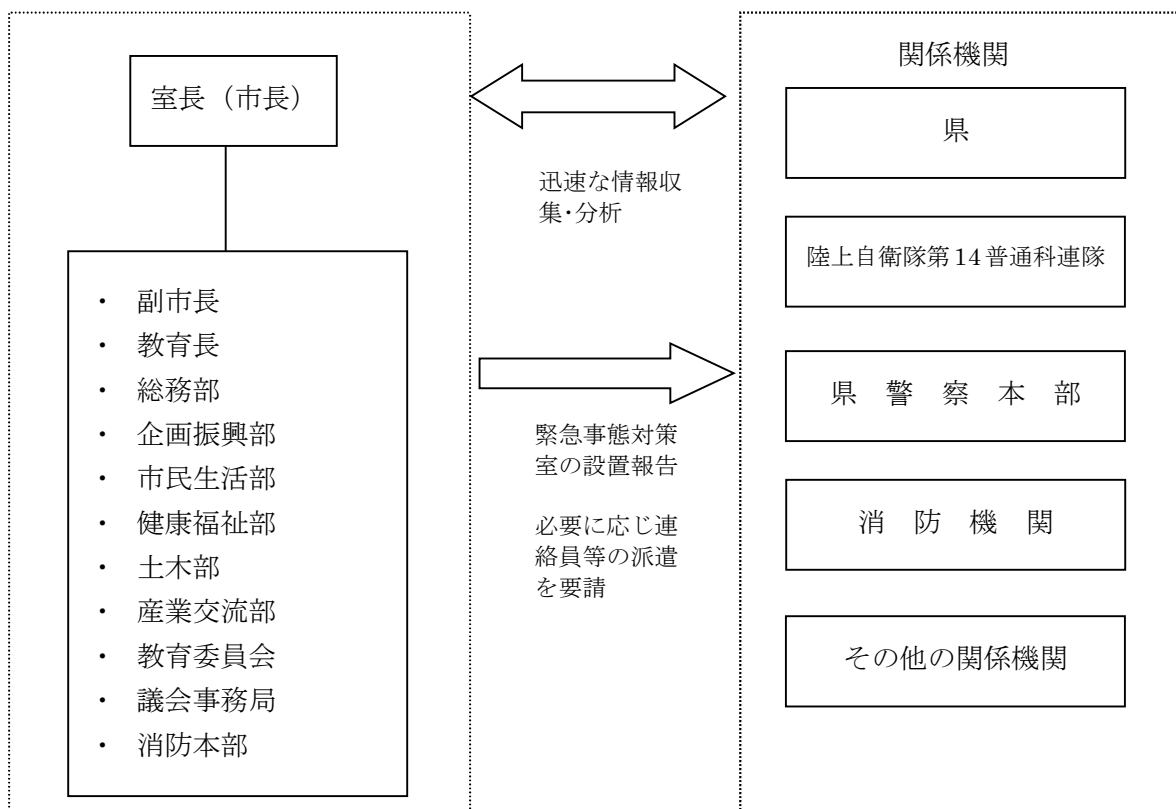 室長（市長）
・ 副市長
・ 教育長
・ 総務部
・ 企画振興部
・ 市民生活部
・ 健康福祉部
・ 土木部
・ 産業交流部
・ 教育委員会
・ 議会事務局
・ 消防本部
迅速な情報収
集・分析
緊急事態対策
室の設置報告
必要に応じ連
絡員等の派遣
を要請
関係機関
県
陸上自衛隊第14普通科連隊
県　警　察　本　部
消　防　機　関
その他の関係機関